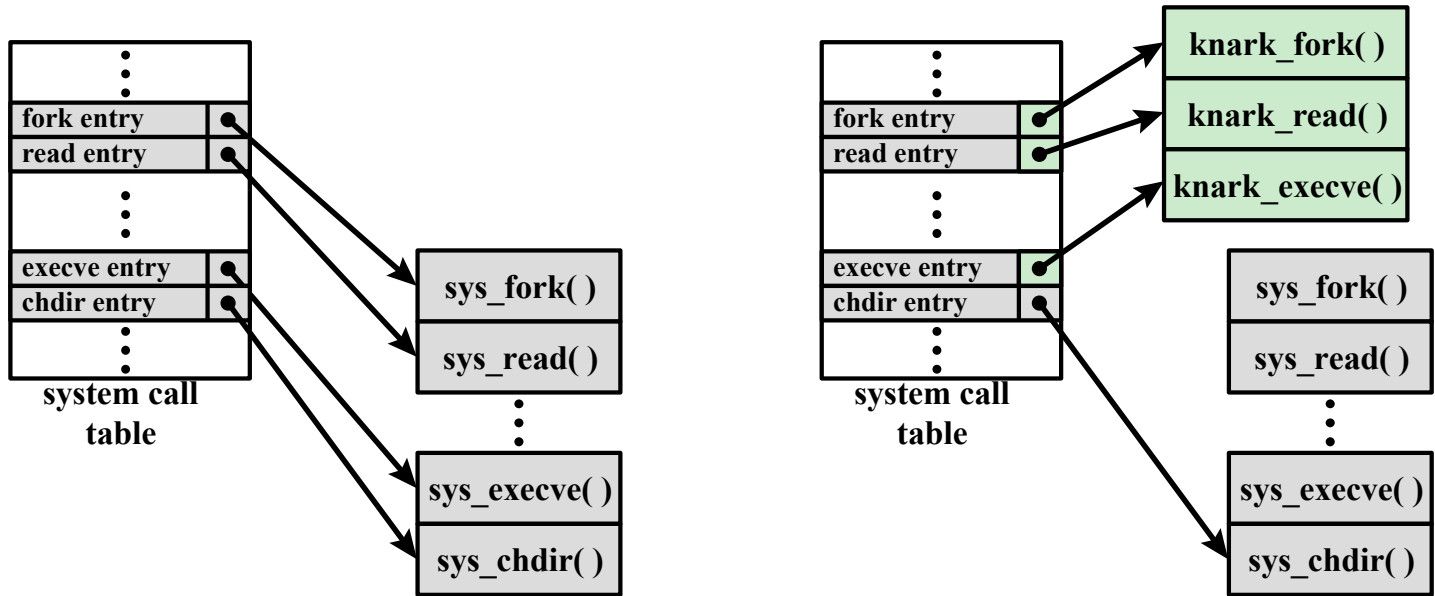 fork entry
read entry
execve entry
chdir entry
system call
table
sys_fork( )
sys_read( )
sys_execve( )
sys_chdir( )
fork entry
read entry
execve entry
chdir entry
system call
table
knark_fork( )
knark_read( )
knark_execve( )
sys_fork( )
sys_read( )
sys_execve( )
sys_chdir( )